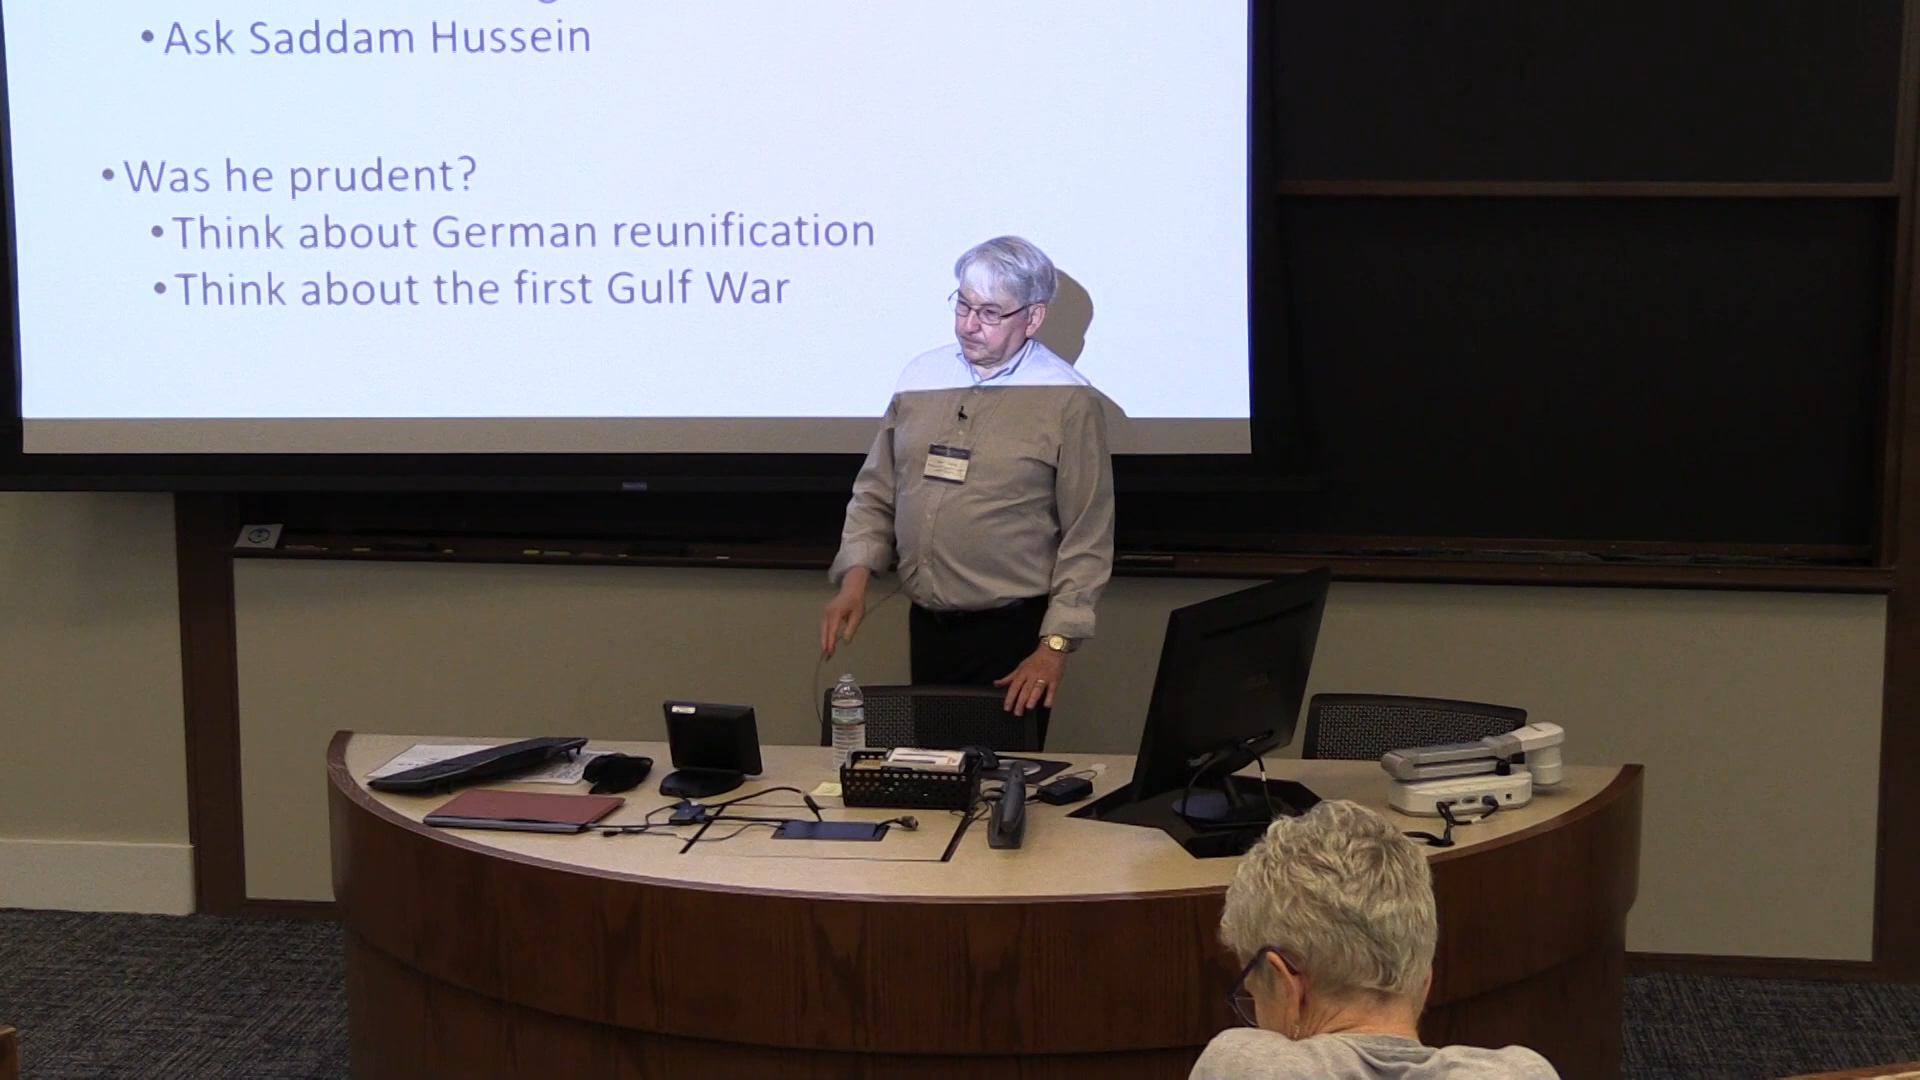 • Ask Saddam Hussein
• Was he prudent?
• Think about German reunification
• Think about the first Gulf War